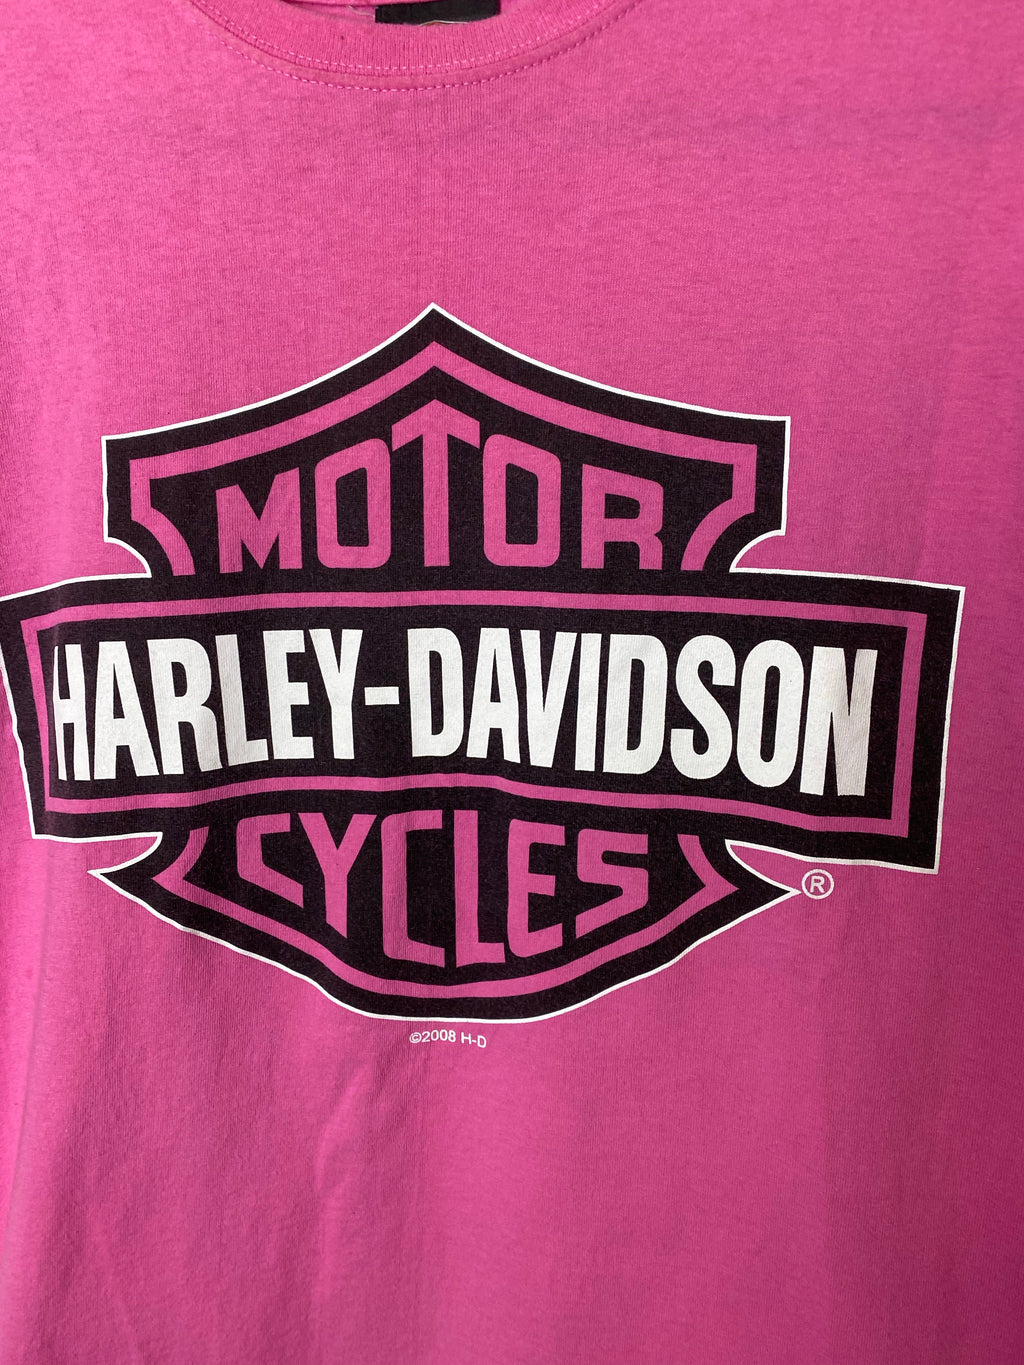 MOTOR
HARLEY-DAVIDSON
CYCLES
®
©2008 H-D